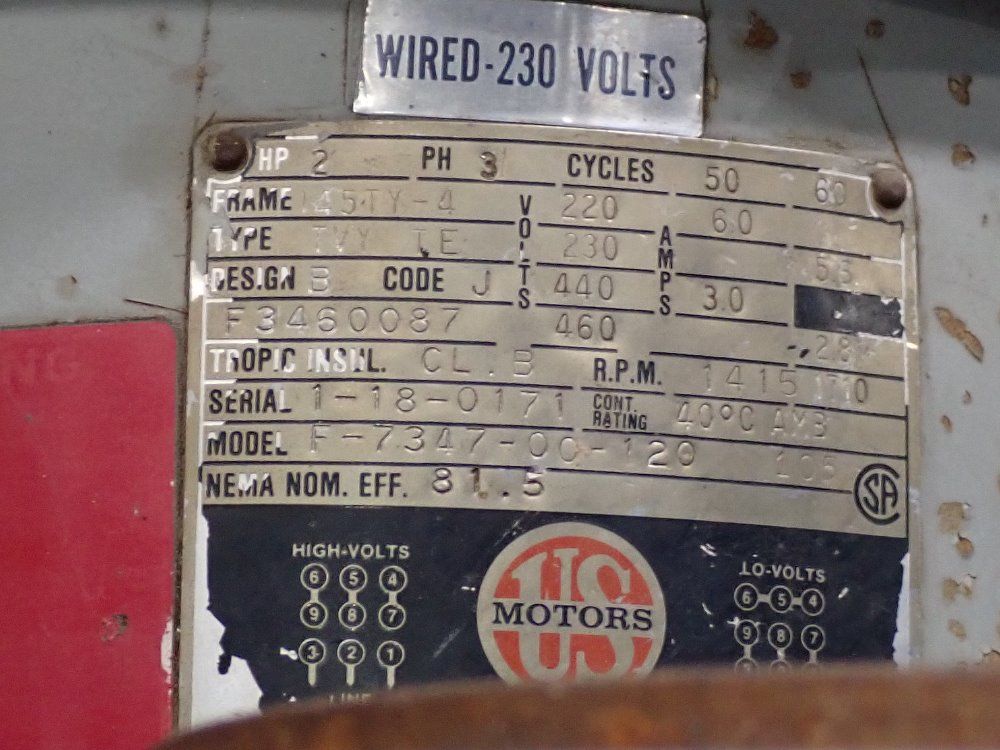 WIRED-230 VOLTS
HP 2 PH 3 CYCLES 50 60
FRAME 145TY-4 VOLTS 220 AMPS 6.0
TYPE TVY TE 230
DESIGN B CODE J 440 3.0
F3460087 460 2.8
TROPIC INSUL. CL.B R.P.M. 1415 1710
SERIAL 1-18-0171 CONT. RATING 40°C AMB
MODEL F-7347-00-120 105
NEMA NOM. EFF. 81.5 SA
HIGH-VOLTS
6 5 4
9 8 7
3 2 1
LINE
US
MOTORS
LO-VOLTS
6-5-4
9 8 7